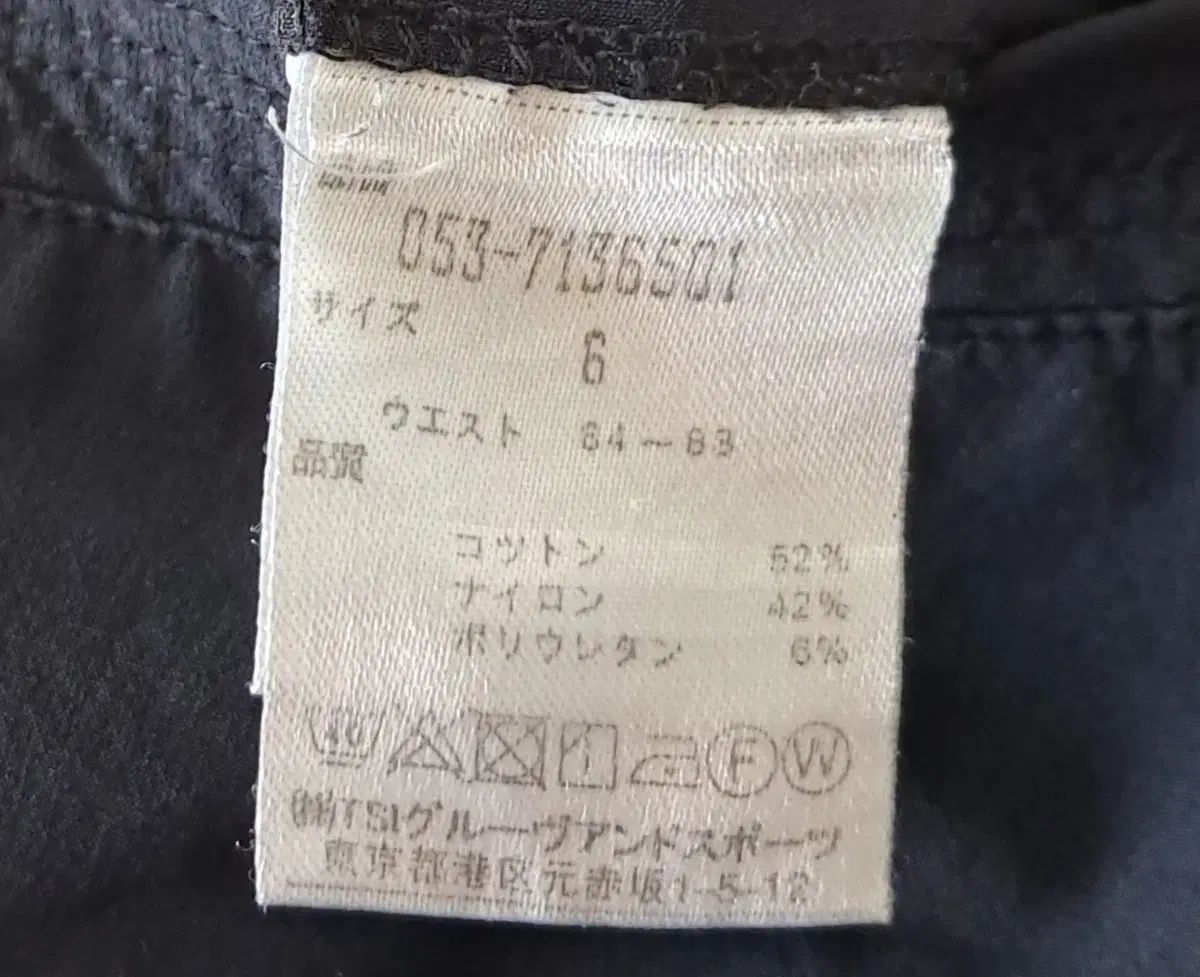 053-7136501
サイズ
6
ウエスト
品質
コットン 52%
ナイロン 42%
ポリウレタン 6%
40 F W
㈱TSIグルーヴアンドスポーツ
東京都港区元赤坂1-5-12